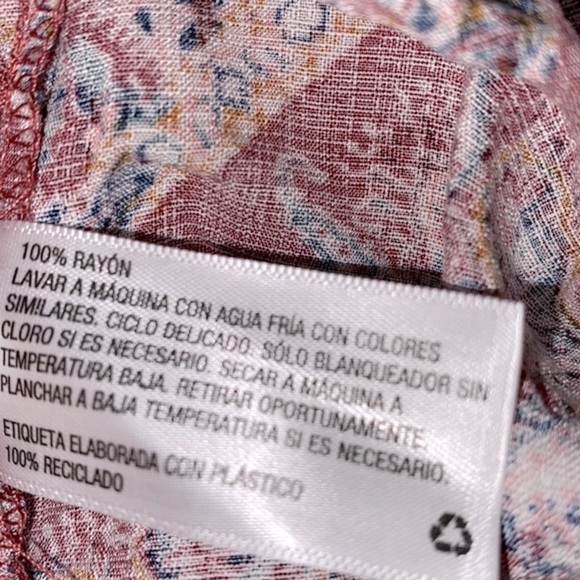 100% RAYÓN
LAVAR A MÁQUINA CON AGUA FRÍA CON COLORES
SIMILARES. CICLO DELICADO. SÓLO BLANQUEADOR SIN
CLORO SI ES NECESARIO. SECAR A MÁQUINA A
TEMPERATURA BAJA. RETIRAR OPORTUNAMENTE.
PLANCHAR A BAJA TEMPERATURA SI ES NECESARIO.
ETIQUETA ELABORADA CON PLÁSTICO
100% RECICLADO